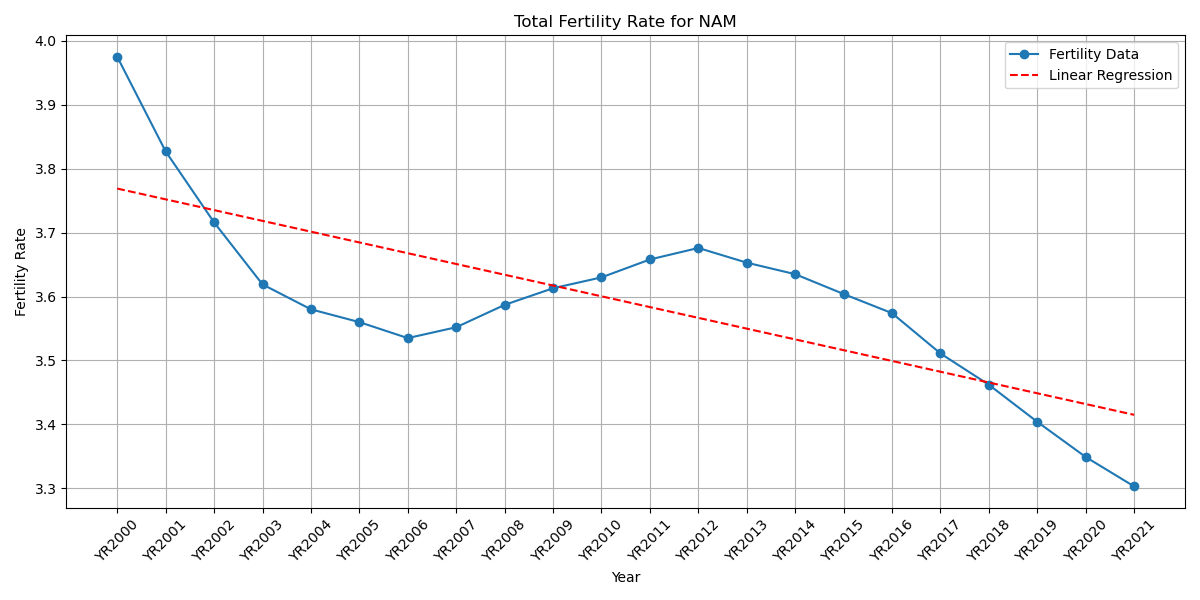 Total Fertility Rate for NAM
Fertility Data
Linear Regression
Fertility Rate
4.0
3.9
3.8
3.7
3.6
3.5
3.4
3.3
YR2000
YR2001
YR2002
YR2003
YR2004
YR2005
YR2006
YR2007
YR2008
YR2009
YR2010
YR2011
YR2012
YR2013
YR2014
YR2015
YR2016
YR2017
YR2018
YR2019
YR2020
YR2021
Year